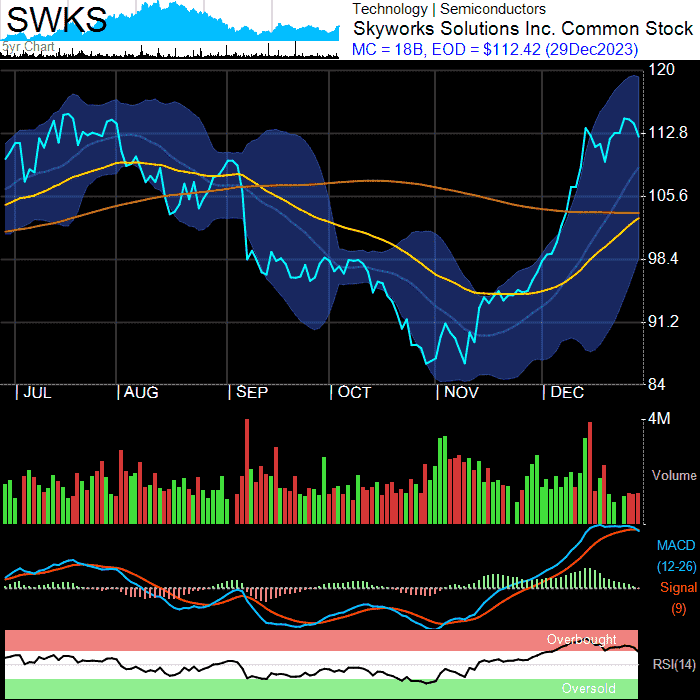 SWKS
5yr Chart
Technology | Semiconductors
Skyworks Solutions Inc. Common Stock
MC = 18B, EOD = $112.42 (29Dec2023)
120
112.8
105.6
98.4
91.2
84
JUL AUG SEP OCT NOV DEC
4M
Volume
MACD
(12-26)
Signal
(9)
Overbought
RSI(14)
Oversold